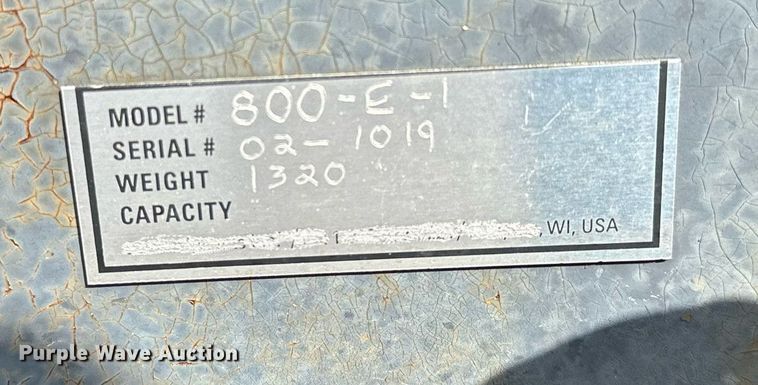 MODEL # 800-E-1
SERIAL # 02-1019
WEIGHT 1320
CAPACITY
, WI, USA
Purple Wave Auction